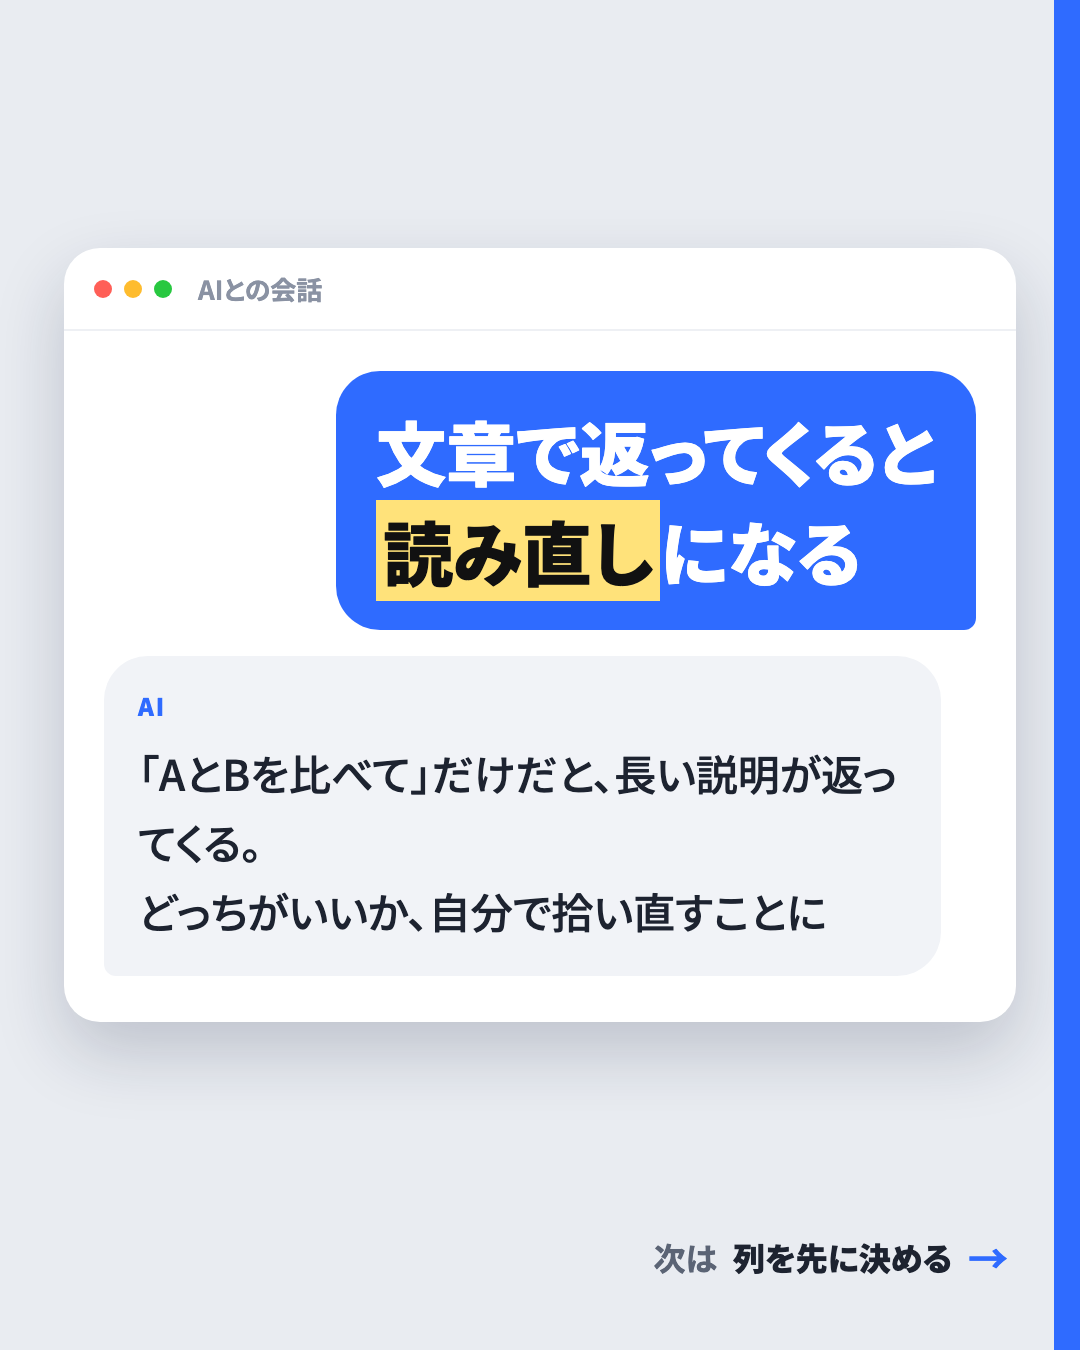 AIとの会話
文章で返ってくると
読み直しになる
AI
「AとBを比べて」だけだと、長い説明が返っ
てくる。
どっちがいいか、自分で拾い直すことに
次は 列を先に決める →